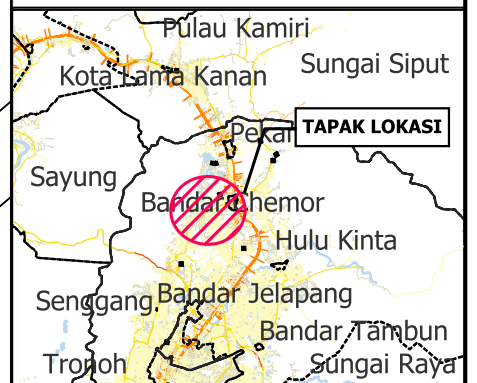 Pulau Kamiri
Sungai Siput
Kota Lama Kanan
TAPAK LOKASI
Pekan
Sayung
Bandar Chemor
Hulu Kinta
Senggang
Bandar Jelapang
Bandar Tambun
Tronoh
Sungai Raya